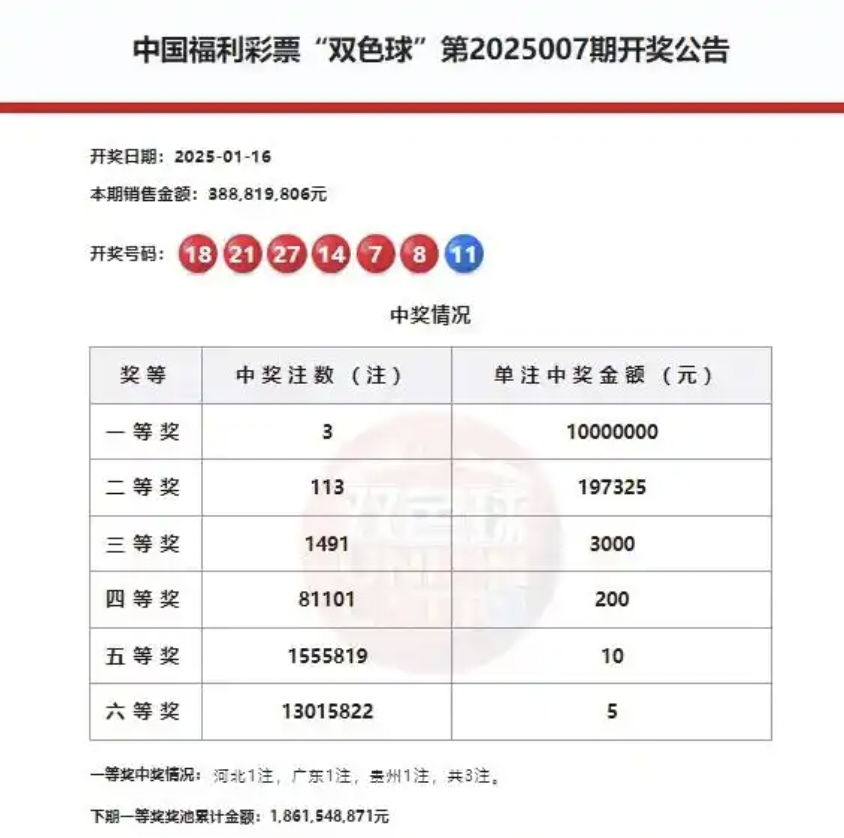 中国福利彩票“双色球”第2025007期开奖公告
开奖日期：2025-01-16
本期销售金额：388,819,806元
开奖号码： 18 21 27 14 7 8 11
中奖情况
奖等 中奖注数（注） 单注中奖金额（元）
一等奖 3 10000000
二等奖 113 197325
三等奖 1491 3000
四等奖 81101 200
五等奖 1555819 10
六等奖 13015822 5
双色球
一等奖中奖情况：河北1注，广东1注，贵州1注，共3注。
下期一等奖奖池累计金额：1,861,548,871元